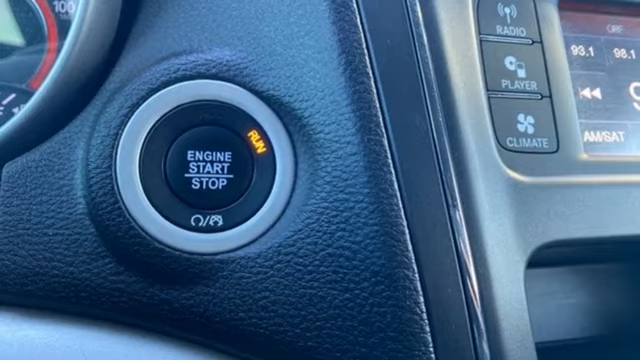 100
RUN
ENGINE
START
STOP
RADIO
PLAYER
CLIMATE
93.1 98.1
AM/SAT